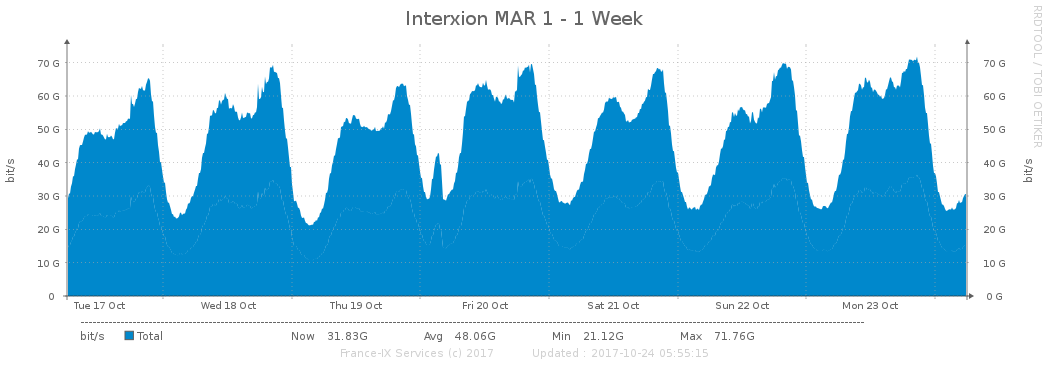 Interxion MAR 1 - 1 Week
RRDTOOL / TOBI OETIKER
bit/s
70 G 70 G
60 G 60 G
50 G 50 G
40 G 40 G
30 G 30 G
20 G 20 G
10 G 10 G
0 0 G
bit/s
Tue 17 Oct Wed 18 Oct Thu 19 Oct Fri 20 Oct Sat 21 Oct Sun 22 Oct Mon 23 Oct
bit/s Total Now 31.83G Avg 48.06G Min 21.12G Max 71.76G
France-IX Services (c) 2017 Updated : 2017-10-24 05:55:15